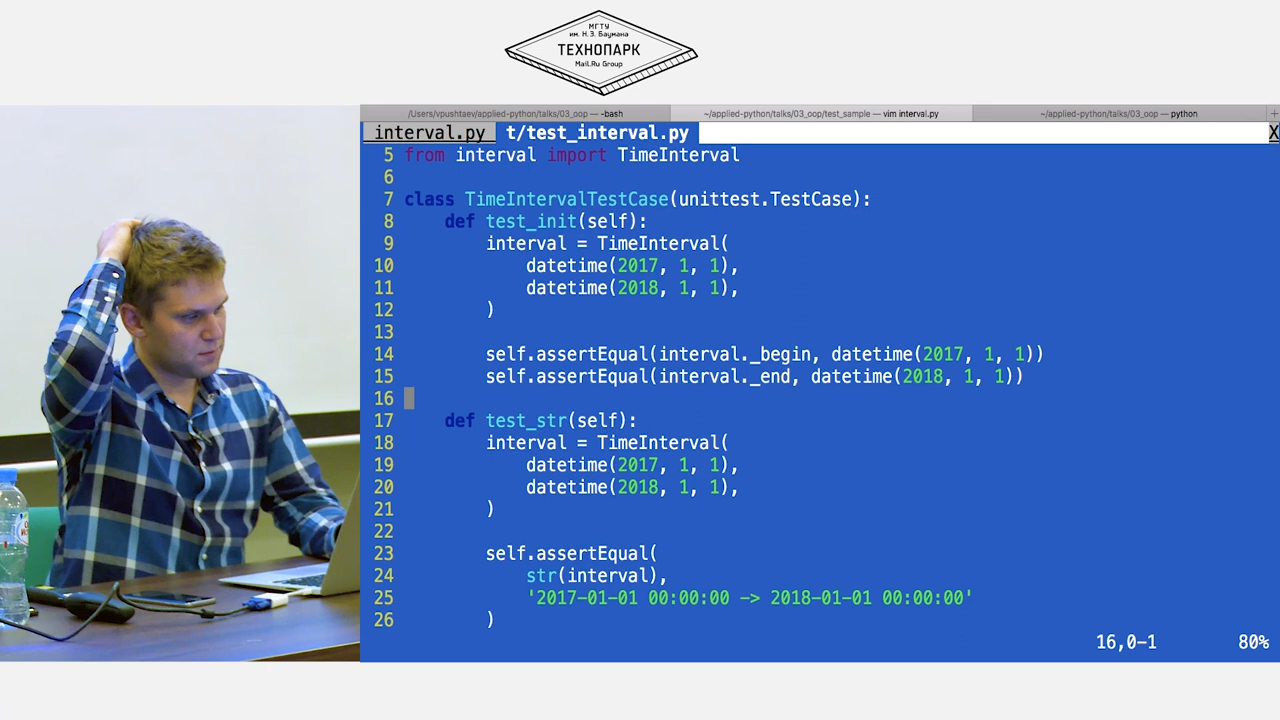 МГТУ
им. Н.Э. Баумана
ТЕХНОПАРК
Mail.Ru Group
/Users/vpushtaev/applied-python/talks/03_oop — -bash
~/applied-python/talks/03_oop/test_sample — vim interval.py
~/applied-python/talks/03_oop — python
+
interval.py t/test_interval.py X
5 from interval import TimeInterval
6
7 class TimeIntervalTestCase(unittest.TestCase):
8 def test_init(self):
9 interval = TimeInterval(
10 datetime(2017, 1, 1),
11 datetime(2018, 1, 1),
12 )
13
14 self.assertEqual(interval._begin, datetime(2017, 1, 1))
15 self.assertEqual(interval._end, datetime(2018, 1, 1))
16
17 def test_str(self):
18 interval = TimeInterval(
19 datetime(2017, 1, 1),
20 datetime(2018, 1, 1),
21 )
22
23 self.assertEqual(
24 str(interval),
25 '2017-01-01 00:00:00 -> 2018-01-01 00:00:00'
26 )
16,0-1 80%